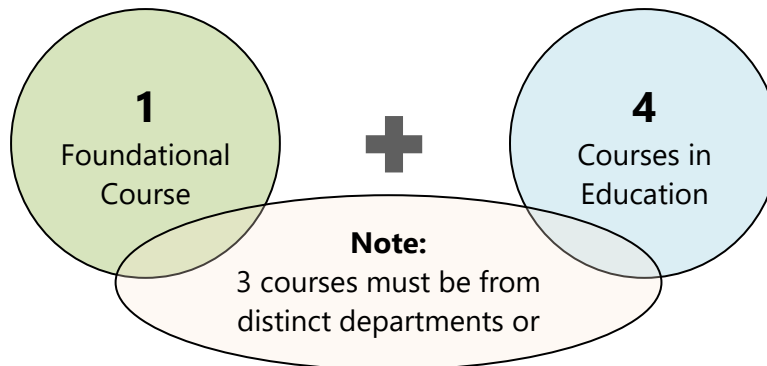 1
Foundational
Course
4
Courses in
Education
Note:
3 courses must be from
distinct departments or